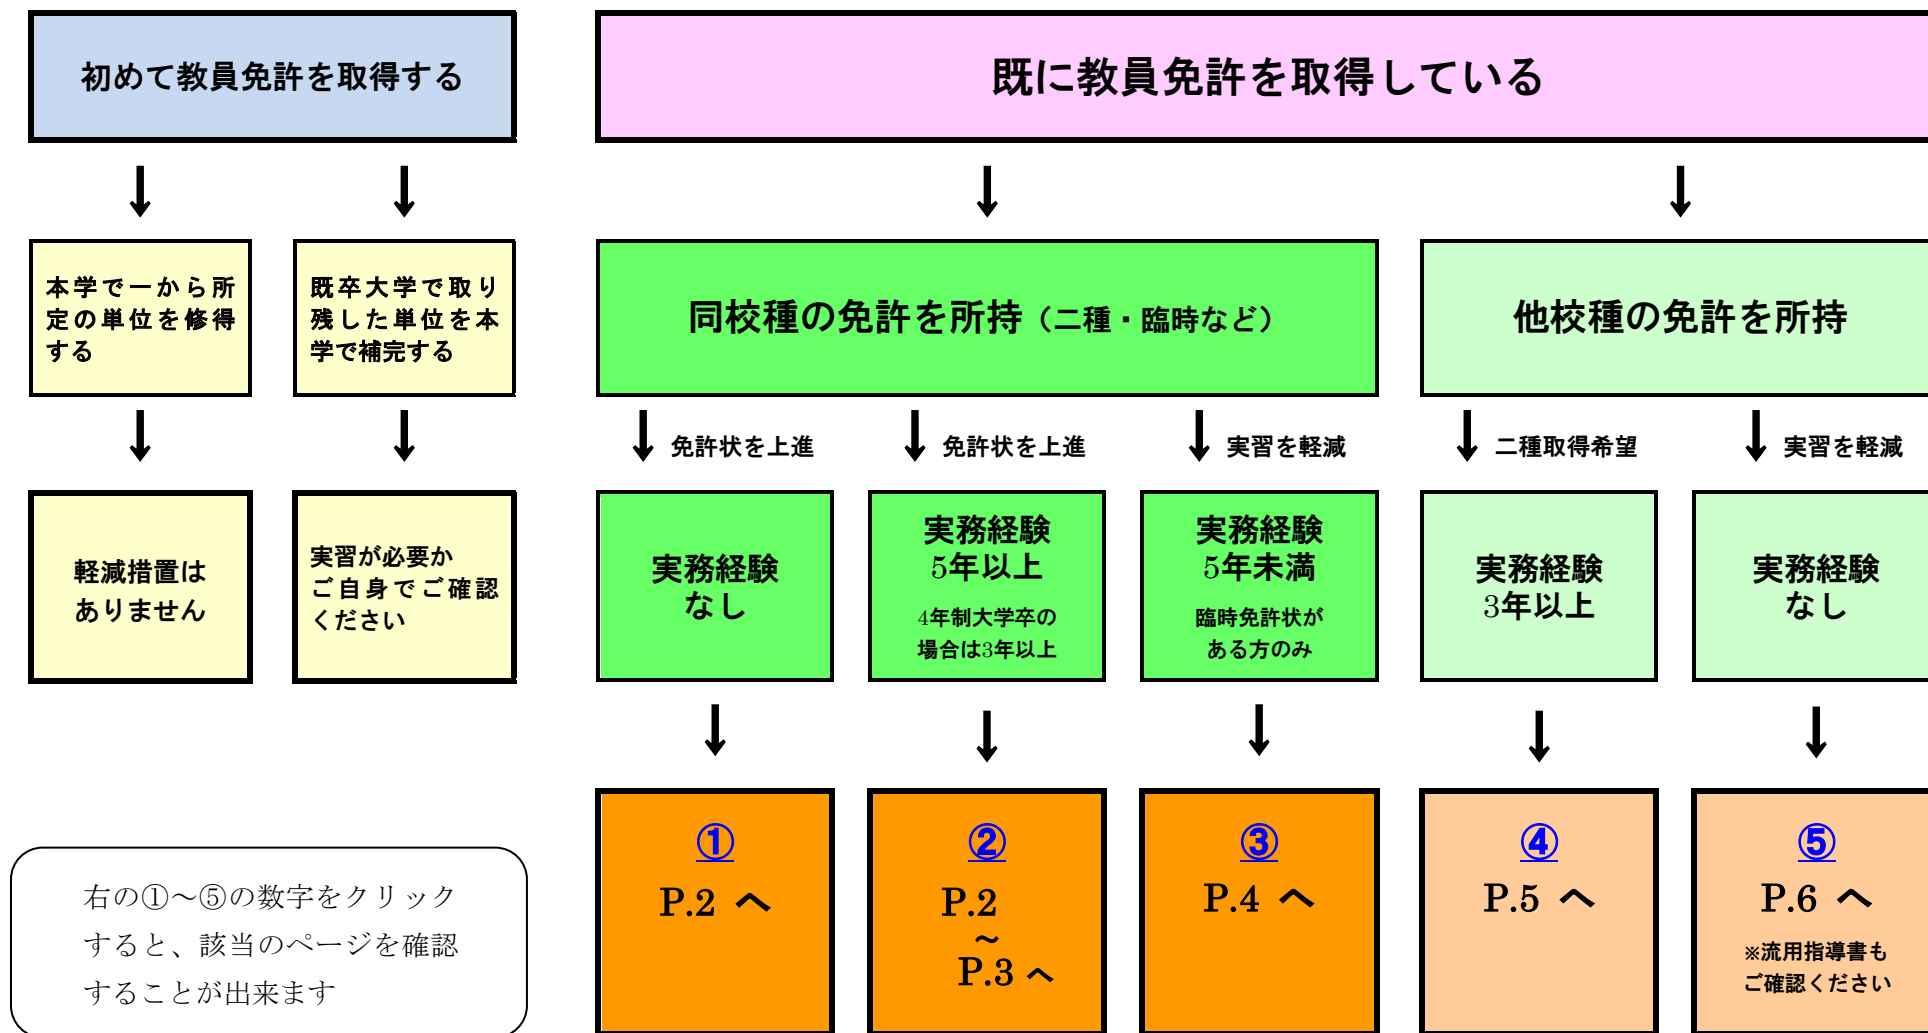 初めて教員免許を取得する
既に教員免許を取得している
本学で一から所
定の単位を修得
する
既卒大学で取り
残した単位を本
学で補完する
同校種の免許を所持（二種・臨時など）
他校種の免許を所持
免許状を上進
免許状を上進
実習を軽減
二種取得希望
実習を軽減
軽減措置は
ありません
実習が必要か
ご自身でご確認
ください
実務経験
なし
実務経験
5年以上
4年制大学卒の
場合は3年以上
実務経験
5年未満
臨時免許状が
ある方のみ
実務経験
3年以上
実務経験
なし
①
P.2 へ
②
P.2
～
P.3 へ
③
P.4 へ
④
P.5 へ
⑤
P.6 へ
※流用指導書も
ご確認ください
右の①～⑤の数字をクリック
すると、該当のページを確認
することが出来ます